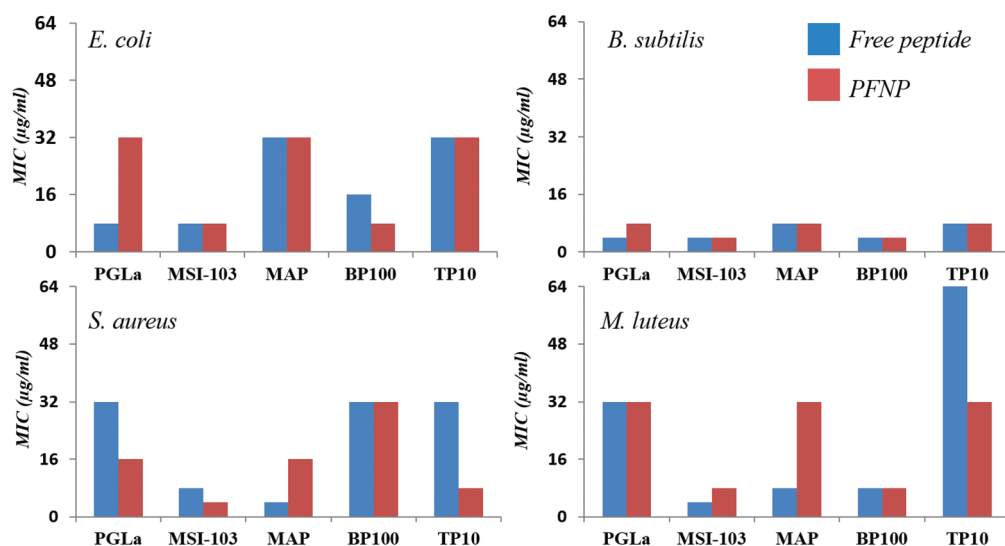 E. coli
MIC (µg/ml)
64
48
32
16
0
PGLa MSI-103 MAP BP100 TP10
B. subtilis
Free peptide
PFNP
MIC (µg/ml)
64
48
32
16
0
PGLa MSI-103 MAP BP100 TP10
S. aureus
MIC (µg/ml)
64
48
32
16
0
PGLa MSI-103 MAP BP100 TP10
M. luteus
MIC (µg/ml)
64
48
32
16
0
PGLa MSI-103 MAP BP100 TP10